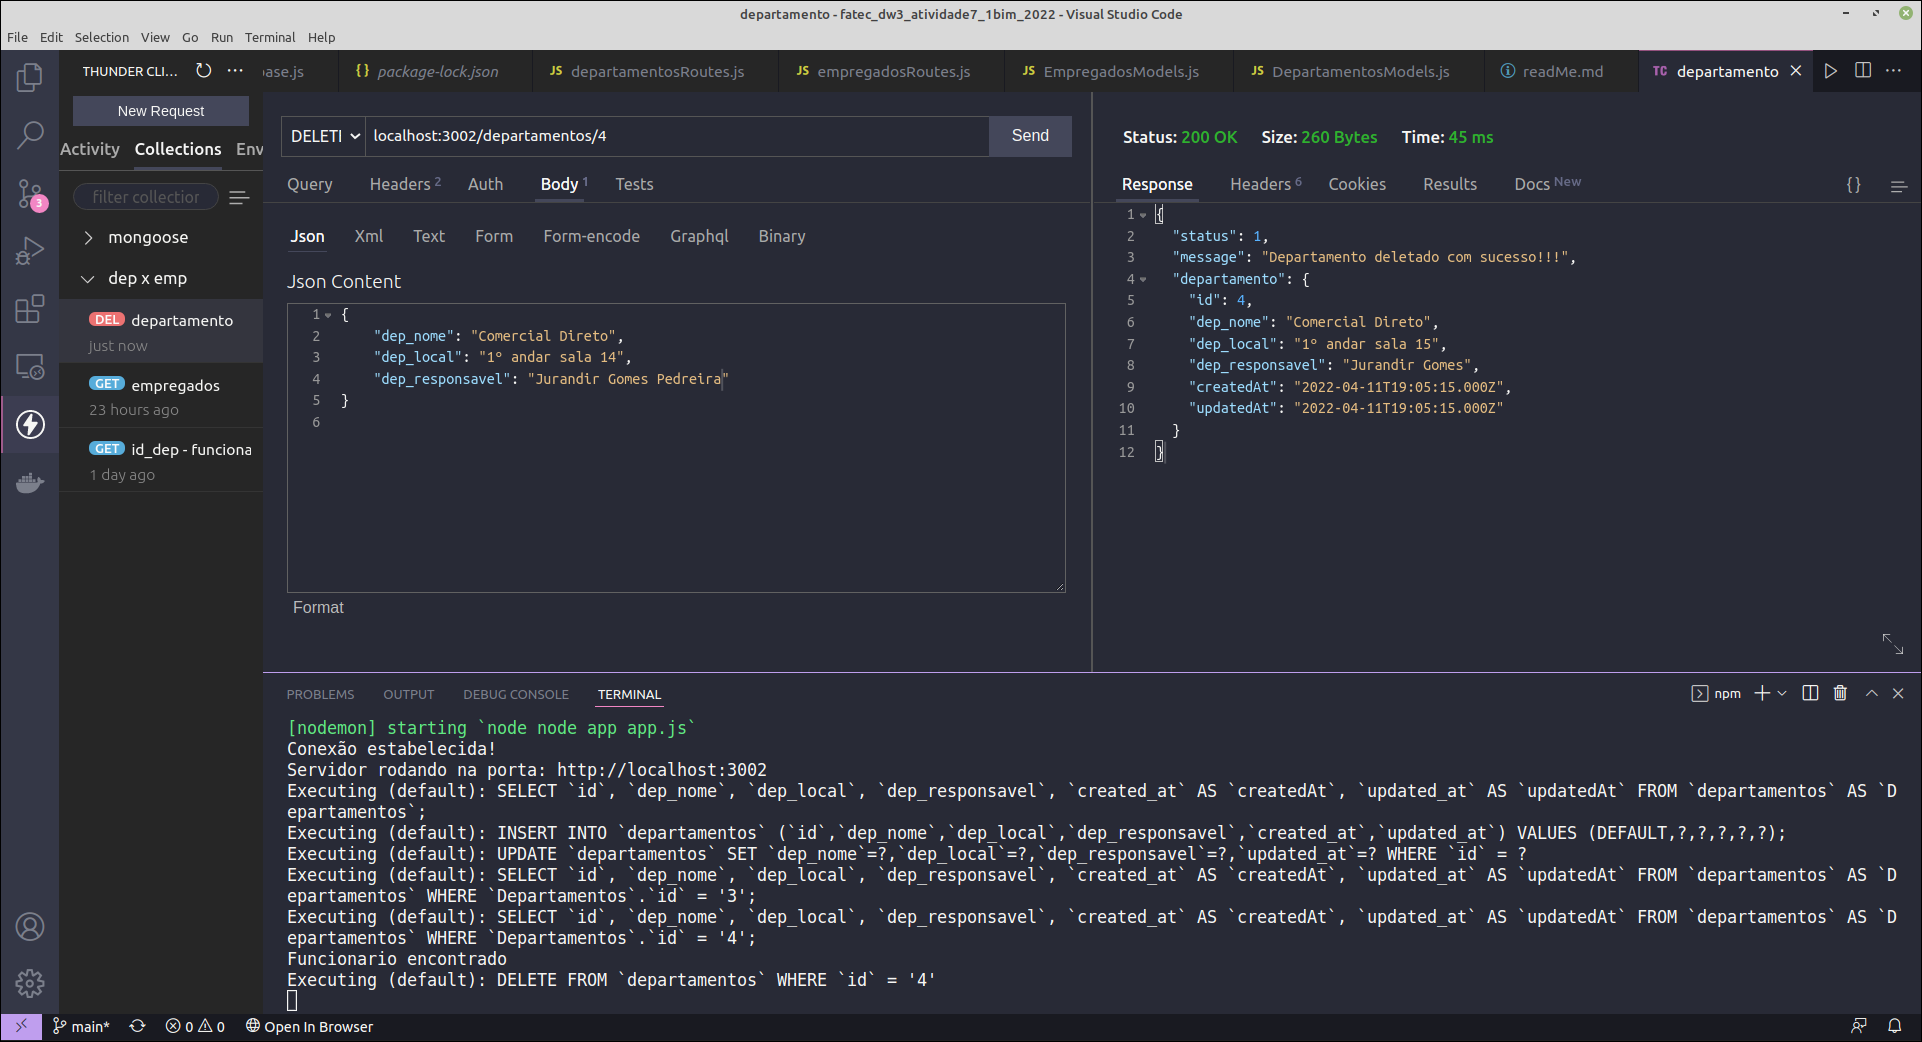 departamento - fatec_dw3_atividade7_1bim_2022 - Visual Studio Code
File Edit Selection View Go Run Terminal Help
THUNDER CLI... ase.js package-lock.json departamentosRoutes.js empregadosRoutes.js EmpregadosModels.js DepartamentosModels.js readMe.md TC departamento
New Request
Activity Collections Env
filter collection
3
mongoose
dep x emp
DEL departamento
just now
GET empregados
23 hours ago
GET id_dep - funciona
1 day ago
DELETE localhost:3002/departamentos/4 Send
Query Headers 2 Auth Body 1 Tests
Json Xml Text Form Form-encode Graphql Binary
Json Content
1 {
2 "dep_nome": "Comercial Direto",
3 "dep_local": "1º andar sala 14",
4 "dep_responsavel": "Jurandir Gomes Pedreira"
5 }
6
Format
Status: 200 OK Size: 260 Bytes Time: 45 ms
Response Headers 6 Cookies Results Docs New {}
1 {
2 "status": 1,
3 "message": "Departamento deletado com sucesso!!!",
4 "departamento": {
5 "id": 4,
6 "dep_nome": "Comercial Direto",
7 "dep_local": "1º andar sala 15",
8 "dep_responsavel": "Jurandir Gomes",
9 "createdAt": "2022-04-11T19:05:15.000Z",
10 "updatedAt": "2022-04-11T19:05:15.000Z"
11 }
12 }
PROBLEMS OUTPUT DEBUG CONSOLE TERMINAL npm
[nodemon] starting `node node app app.js`
Conexão estabelecida!
Servidor rodando na porta: http://localhost:3002
Executing (default): SELECT `id`, `dep_nome`, `dep_local`, `dep_responsavel`, `created_at` AS `createdAt`, `updated_at` AS `updatedAt` FROM `departamentos` AS `D
epartamentos`;
Executing (default): INSERT INTO `departamentos` (`id`,`dep_nome`,`dep_local`,`dep_responsavel`,`created_at`,`updated_at`) VALUES (DEFAULT,?,?,?,?,?);
Executing (default): UPDATE `departamentos` SET `dep_nome`=?,`dep_local`=?,`dep_responsavel`=?,`updated_at`=? WHERE `id` = ?
Executing (default): SELECT `id`, `dep_nome`, `dep_local`, `dep_responsavel`, `created_at` AS `createdAt`, `updated_at` AS `updatedAt` FROM `departamentos` AS `D
epartamentos` WHERE `Departamentos`.`id` = '3';
Executing (default): SELECT `id`, `dep_nome`, `dep_local`, `dep_responsavel`, `created_at` AS `createdAt`, `updated_at` AS `updatedAt` FROM `departamentos` AS `D
epartamentos` WHERE `Departamentos`.`id` = '4';
Funcionario encontrado
Executing (default): DELETE FROM `departamentos` WHERE `id` = '4'
main* 0 0 Open In Browser